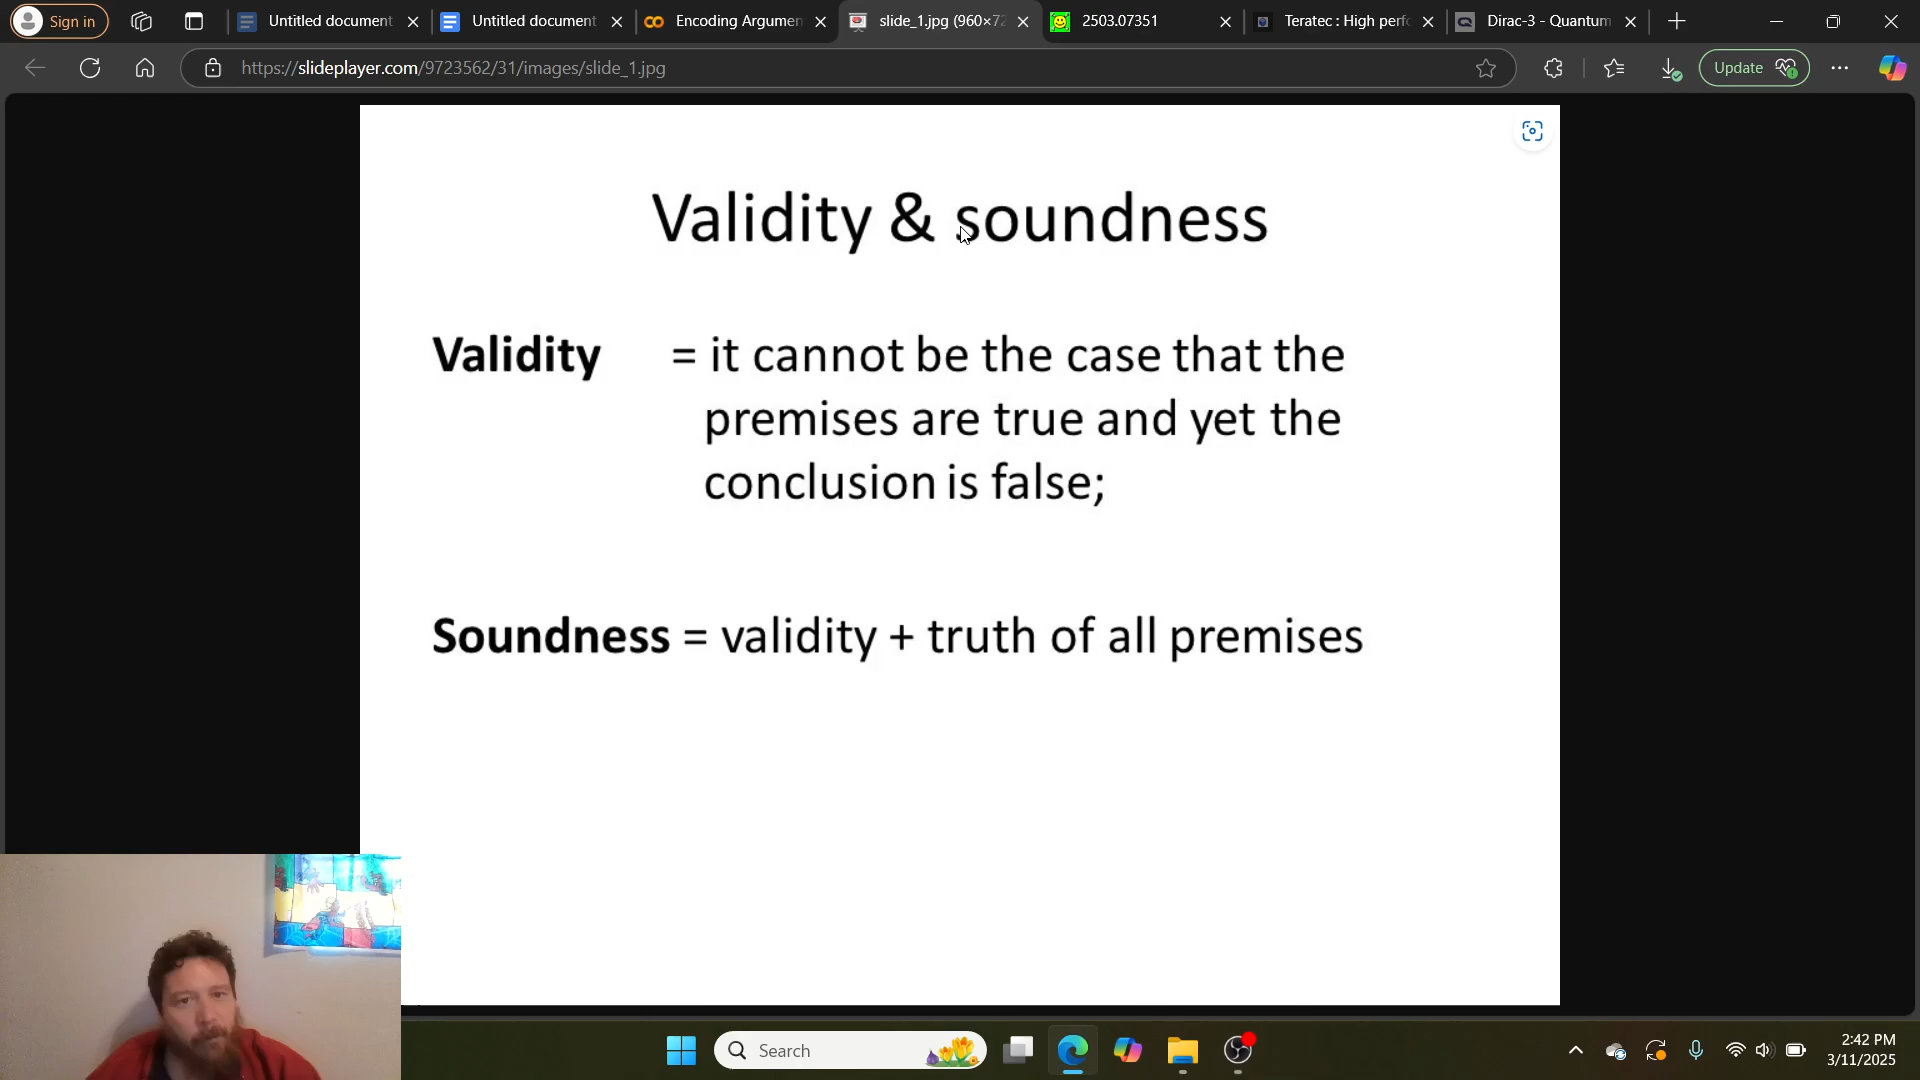 Sign in
Untitled document
Untitled document
Encoding Argumen
slide_1.jpg (960×72
2503.07351
Teratec : High perfo
Dirac-3 - Quantum
https://slideplayer.com/9723562/31/images/slide_1.jpg
Update
Validity & soundness
Validity = it cannot be the case that the
premises are true and yet the
conclusion is false;
Soundness = validity + truth of all premises
Search
2:42 PM
3/11/2025